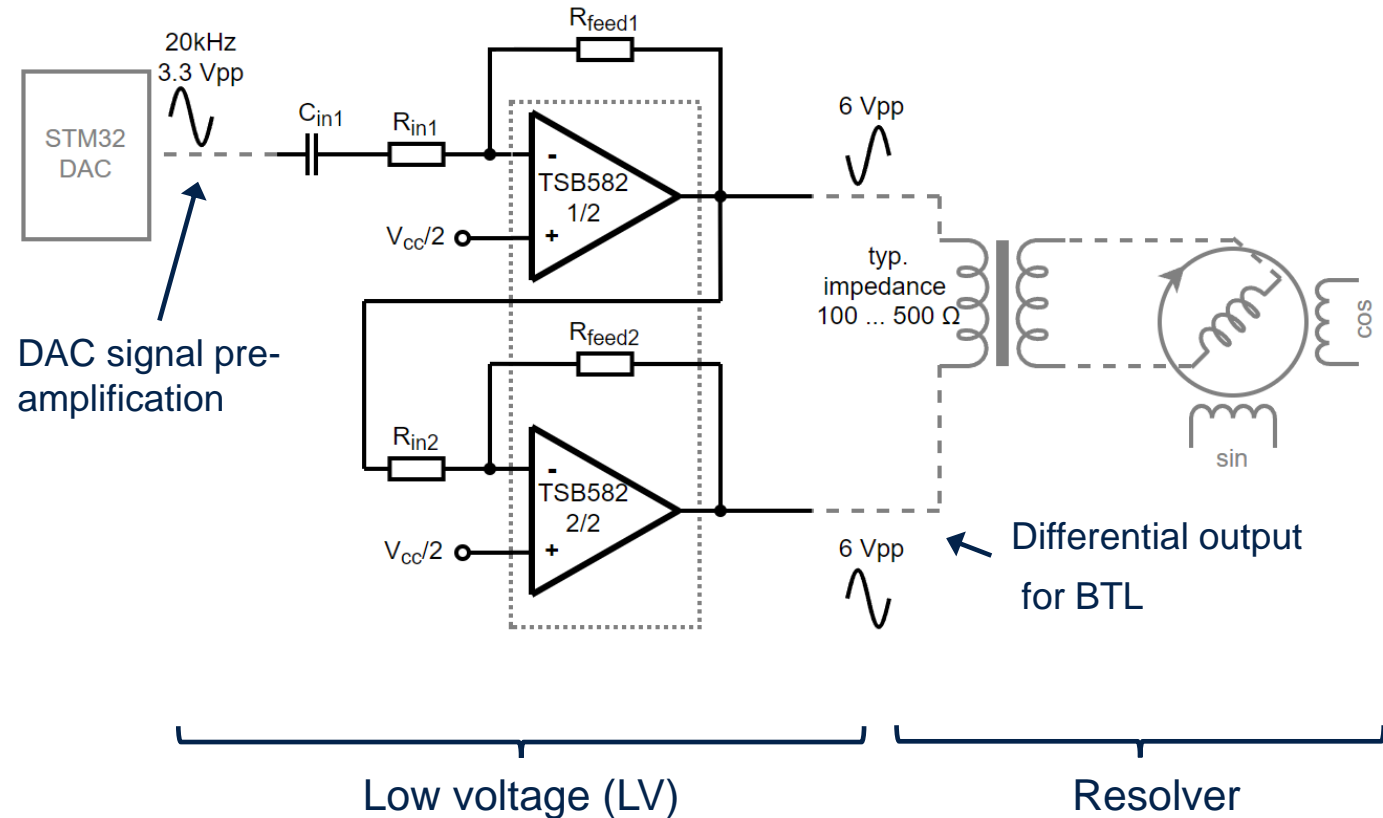 20kHz
3.3 Vpp
STM32
DAC
Cin1
Rin1
Rfeed1
-
TSB582
1/2
+
VCC/2
6 Vpp
typ.
impedance
100 ... 500 Ω
cos
sin
DAC signal pre-
amplification
Rfeed2
Rin2
-
TSB582
2/2
+
VCC/2
6 Vpp
Differential output
for BTL
Low voltage (LV)
Resolver